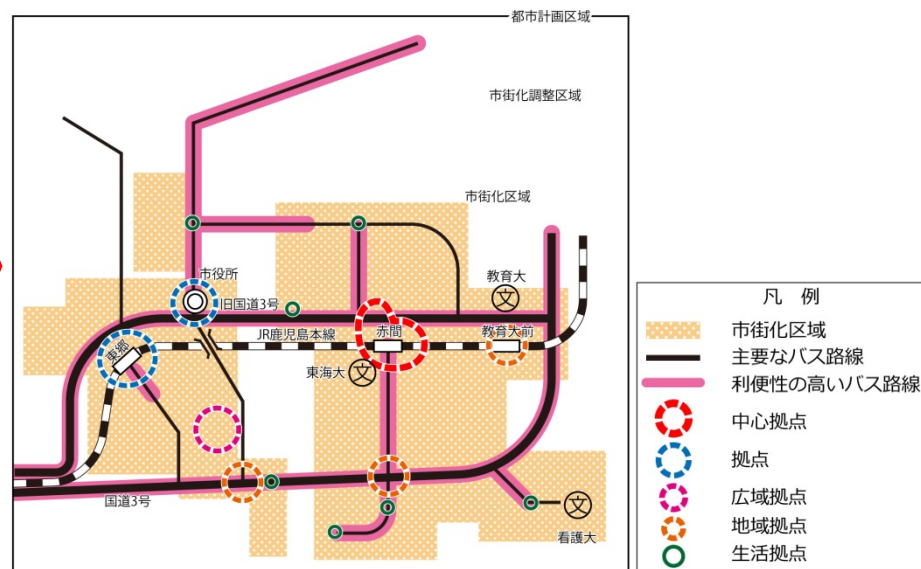 都市計画区域
市街化調整区域
市街化区域
市役所
教育大
文
旧国道3号
JR鹿児島本線
赤間
教育大前
東郷
東海大
文
国道3号
文
看護大
凡 例
市街化区域
主要なバス路線
利便性の高いバス路線
中心拠点
拠点
広域拠点
地域拠点
生活拠点